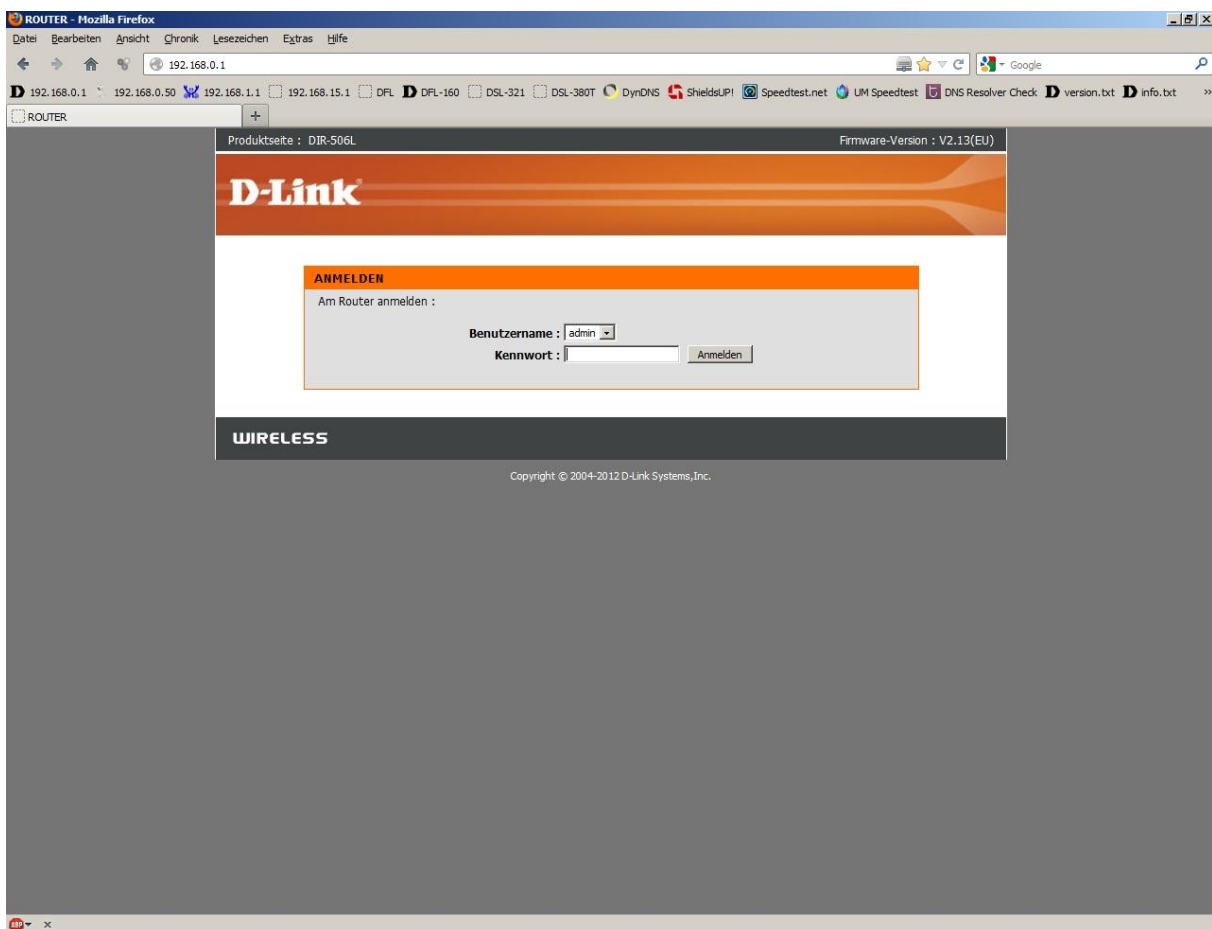 ROUTER - Mozilla Firefox
Datei Bearbeiten Ansicht Chronik Lesezeichen Extras Hilfe
192.168.0.1 Google
192.168.0.1 192.168.0.50 192.168.1.1 192.168.15.1 DFL DFL-160 DSL-321 DSL-380T DynDNS ShieldsUP! Speedtest.net UM Speedtest DNS Resolver Check version.txt info.txt »
ROUTER +
Produktseite : DIR-506L Firmware-Version : V2.13(EU)
D-Link
ANMELDEN
Am Router anmelden :
Benutzername : admin
Kennwort : Anmelden
WIRELESS
Copyright © 2004-2012 D-Link Systems,Inc.
ABP x